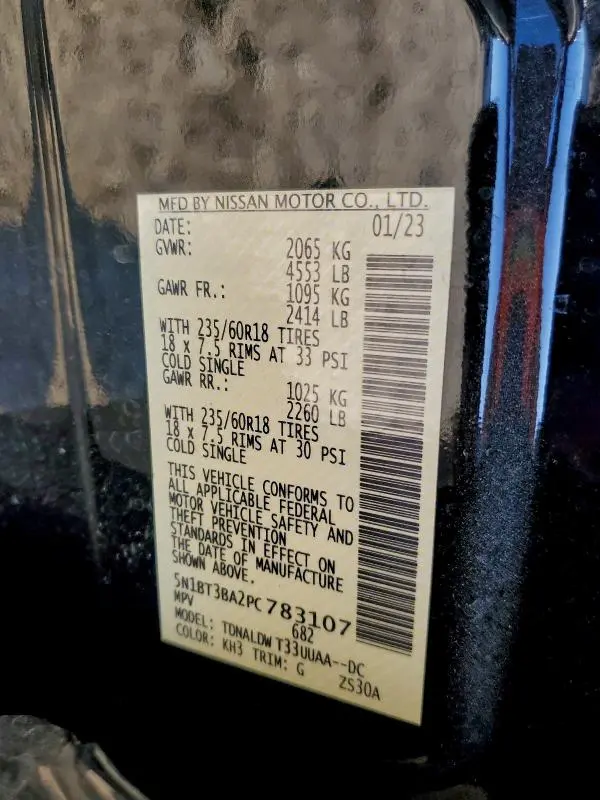 MFD BY NISSAN MOTOR CO., LTD.
DATE: 01/23
GVWR: 2065 KG
4553 LB
GAWR FR.: 1095 KG
2414 LB
WITH 235/60R18 TIRES
18 x 7.5 RIMS AT 33 PSI
COLD SINGLE
GAWR RR.: 1025 KG
2260 LB
WITH 235/60R18 TIRES
18 x 7.5 RIMS AT 30 PSI
COLD SINGLE
THIS VEHICLE CONFORMS TO
ALL APPLICABLE FEDERAL
MOTOR VEHICLE SAFETY AND
THEFT PREVENTION
STANDARDS IN EFFECT ON
THE DATE OF MANUFACTURE
SHOWN ABOVE.
5N1BT3BA2PC783107
MPV 682
MODEL: TDNALDW T33UUAA--DC
COLOR: KH3 TRIM: G ZS30A